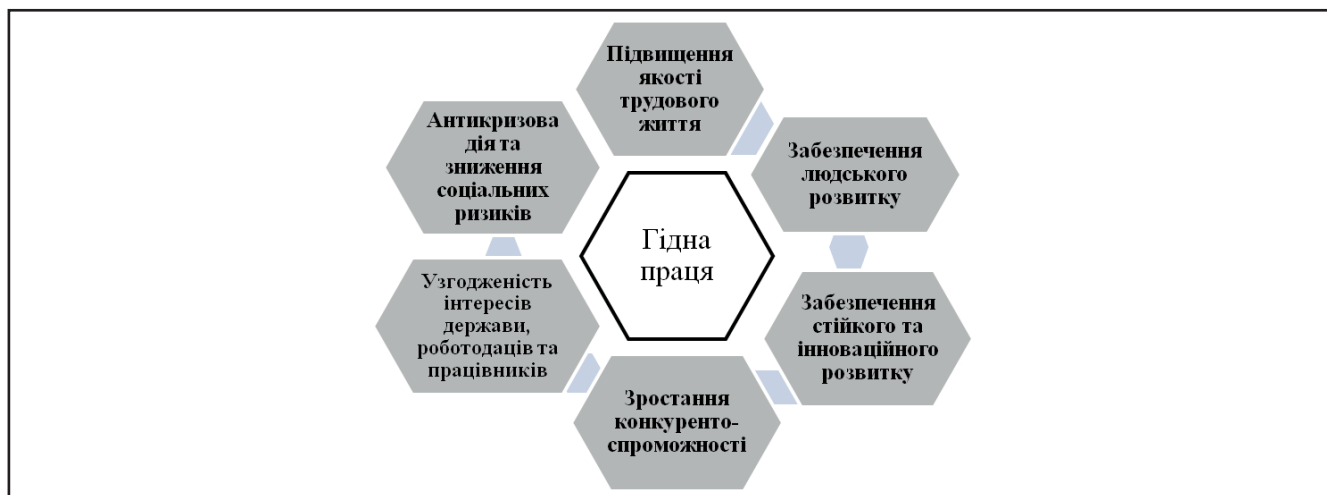 Підвищення
якості
трудового
життя
Забезпечення
людського
розвитку
Забезпечення
стійкого та
інноваційного
розвитку
Зростання
конкуренто-
спроможності
Узгодженість
інтересів
держави,
роботодаців та
працівників
Антикризова
дія та
зниження
соціальних
ризиків
Гідна
праця